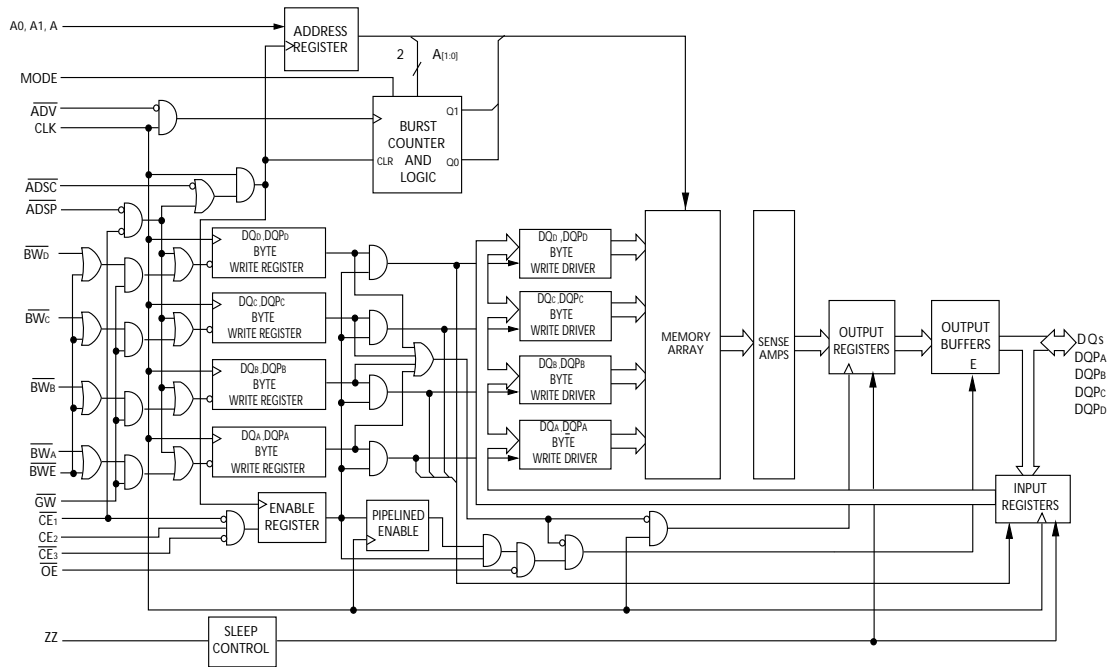 A0, A1, A
ADDRESS
REGISTER
2
A[1:0]
MODE
ADV
CLK
BURST
COUNTER
AND
LOGIC
Q1
CLR
Q0
ADSC
ADSP
BWD
DQD,DQPD
BYTE
WRITE REGISTER
DQD,DQPD
BYTE
WRITE DRIVER
BWC
DQC,DQPC
BYTE
WRITE REGISTER
DQC,DQPC
BYTE
WRITE DRIVER
MEMORY
ARRAY
SENSE
AMPS
OUTPUT
REGISTERS
OUTPUT
BUFFERS
E
DQs
DQPA
DQPB
DQPC
DQPD
BWB
DQB,DQPB
BYTE
WRITE REGISTER
DQB,DQPB
BYTE
WRITE DRIVER
BWA
BWE
DQA,DQPA
BYTE
WRITE REGISTER
DQA,DQPA
BYTE
WRITE DRIVER
GW
CE1
CE2
CE3
OE
ENABLE
REGISTER
PIPELINED
ENABLE
INPUT
REGISTERS
ZZ
SLEEP
CONTROL